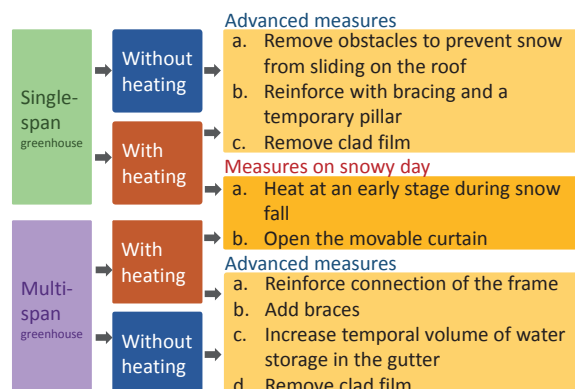 Advanced measures
Single-
span
greenhouse
Without
heating
a. Remove obstacles to prevent snow
from sliding on the roof
b. Reinforce with bracing and a
temporary pillar
c. Remove clad film
With
heating
Measures on snowy day
a. Heat at an early stage during snow
fall
b. Open the movable curtain
Multi-
span
greenhouse
With
heating
Advanced measures
a. Reinforce connection of the frame
b. Add braces
c. Increase temporal volume of water
storage in the gutter
d. Remove clad film
Without
heating